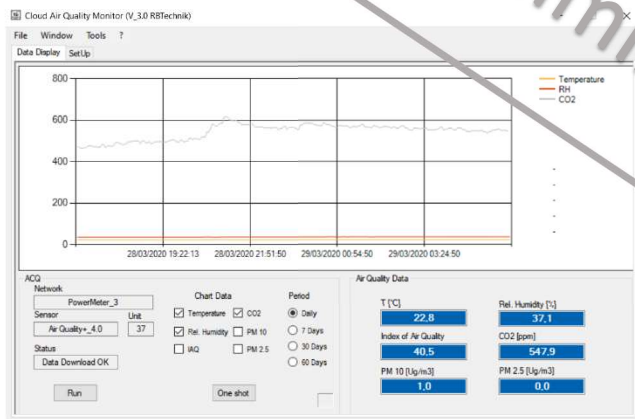 Cloud Air Quality Monitor (V_3.0 RBTechnik)
File Window Tools ?
Data Display SetUp
800
600
400
200
0
28/03/2020 19:22:13 28/03/2020 21:51:50 29/03/2020 00:54:50 29/03/2020 03:24:50
Temperature
RH
CO2
ACQ
Network
PowerMeter_3
Sensor Unit
Air Quality+_4.0 37
Status
Data Download OK
Run
Chart Data
Temperature CO2
Rel. Humidity PM 10
IAQ PM 2.5
One shot
Period
Daily
7 Days
30 Days
60 Days
Air Quality Data
T [°C] Rel. Humidity [%]
22,8 37,1
Index of Air Quality CO2 [ppm]
40,5 547,9
PM 10 [Ug/m3] PM 2.5 [Ug/m3]
1,0 0,0